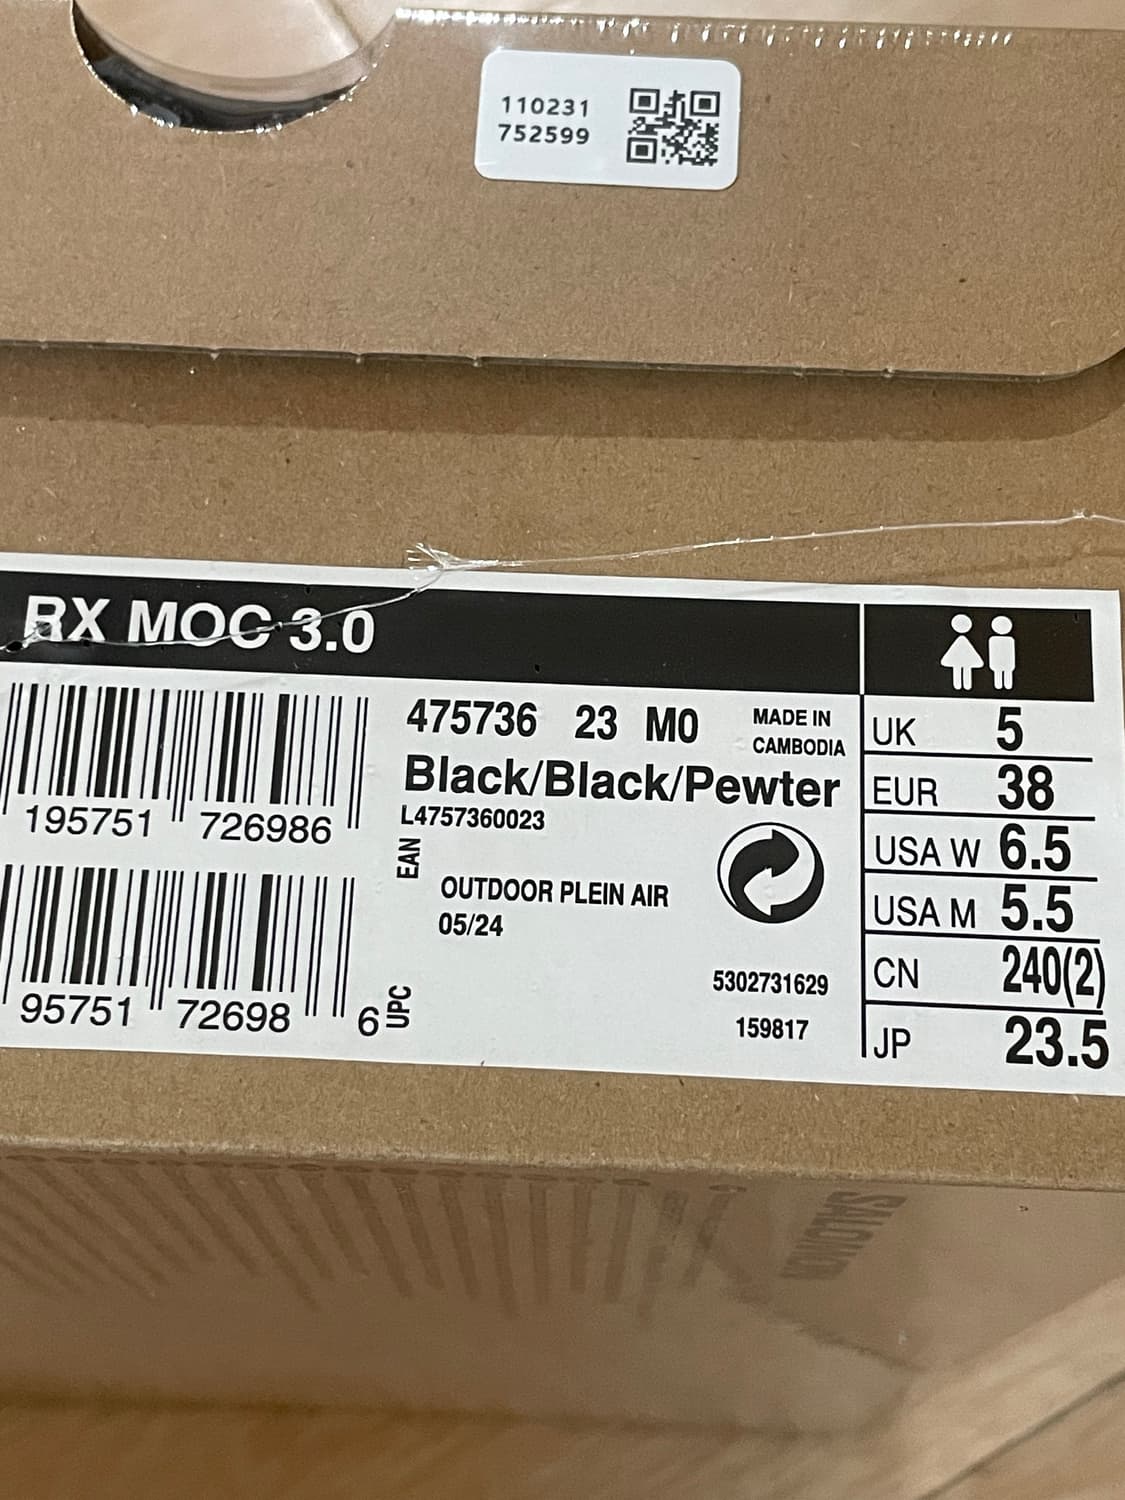 110231
752599
RX MOC 3.0
475736 23 M0
MADE IN
CAMBODIA
Black/Black/Pewter
L4757360023
195751 726986
EAN
OUTDOOR PLEIN AIR
05/24
95751 72698 6
UPC
5302731629
159817
UK 5
EUR 38
USA W 6.5
USA M 5.5
CN 240(2)
JP 23.5
SALOMON